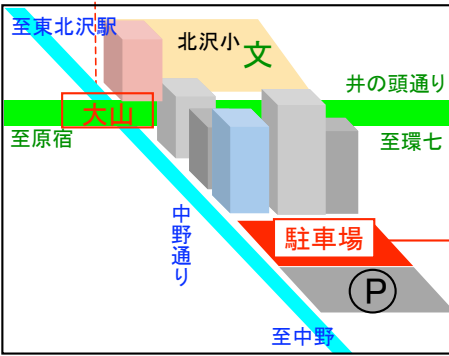 至東北沢駅
北沢小
文
井の頭通り
大山
至原宿
至環七
中野通り
駐車場
P
至中野